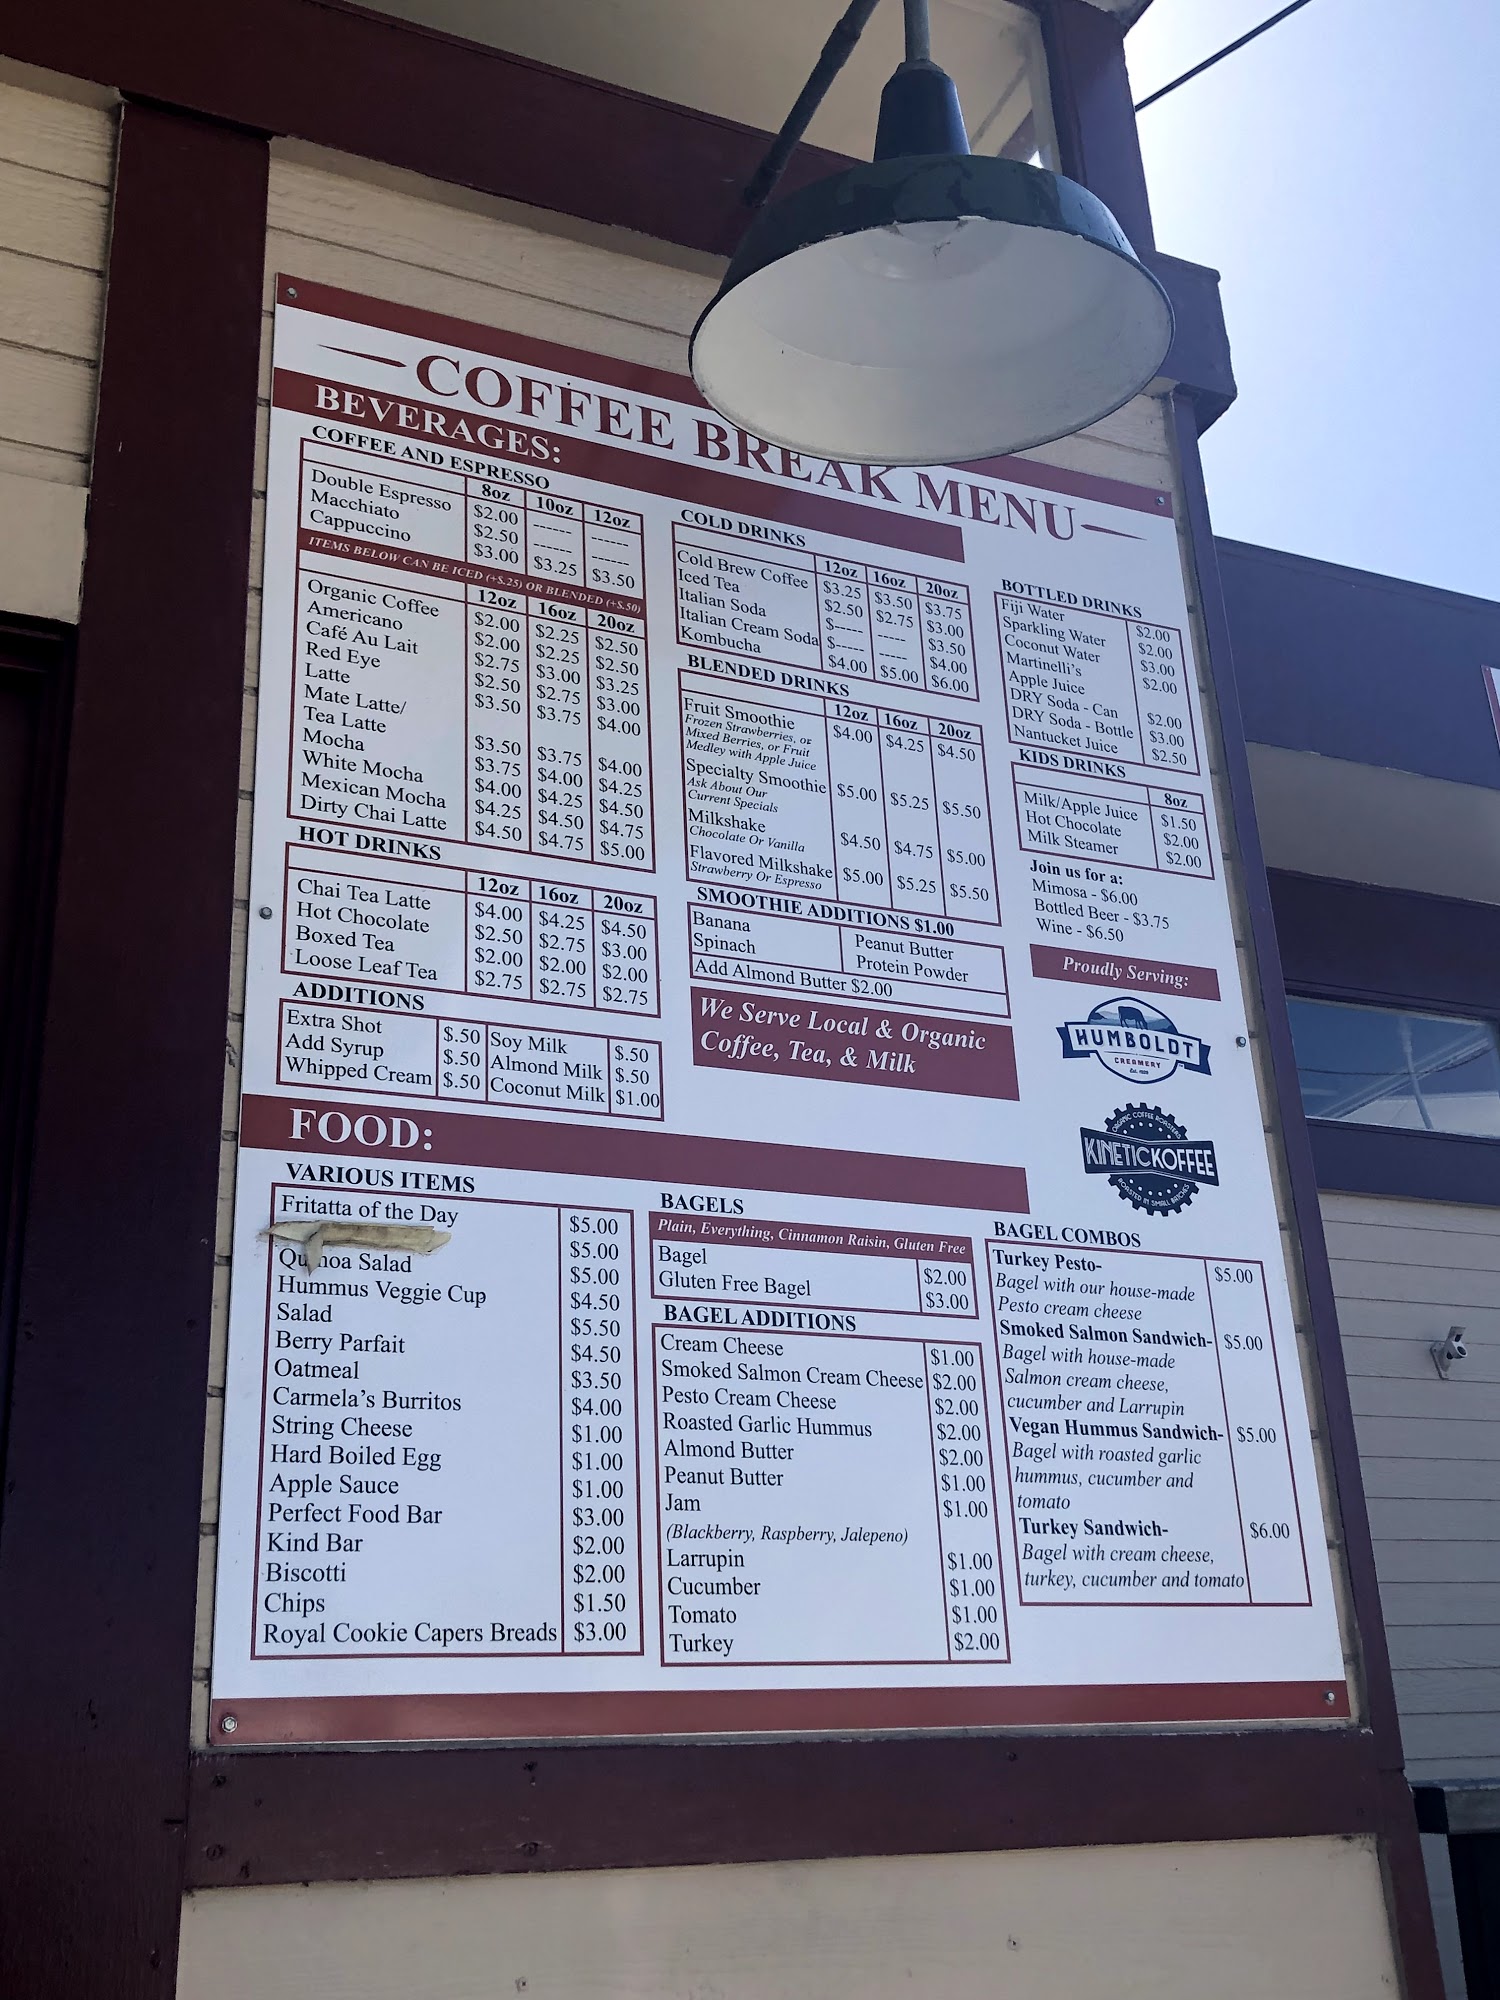 COFFEE BREAK MENU
BEVERAGES:
COFFEE AND ESPRESSO
8oz 10oz 12oz
Double Espresso $2.00 ------ ------
Macchiato $2.50 ------ ------
Cappuccino $3.00 $3.25 $3.50
ITEMS BELOW CAN BE ICED (+$.25) OR BLENDED (+$.50)
12oz 16oz 20oz
Organic Coffee $2.00 $2.25 $2.50
Americano $2.00 $2.25 $2.50
Café Au Lait $2.75 $3.00 $3.25
Red Eye $2.50 $2.75 $3.00
Latte $3.50 $3.75 $4.00
Mate Latte/
Tea Latte $3.50 $3.75 $4.00
Mocha $3.75 $4.00 $4.25
White Mocha $4.00 $4.25 $4.50
Mexican Mocha $4.25 $4.50 $4.75
Dirty Chai Latte $4.50 $4.75 $5.00
HOT DRINKS
12oz 16oz 20oz
Chai Tea Latte $4.00 $4.25 $4.50
Hot Chocolate $2.50 $2.75 $3.00
Boxed Tea $2.00 $2.00 $2.00
Loose Leaf Tea $2.75 $2.75 $2.75
ADDITIONS
Extra Shot $.50 Soy Milk $.50
Add Syrup $.50 Almond Milk $.50
Whipped Cream $.50 Coconut Milk $1.00
COLD DRINKS
12oz 16oz 20oz
Cold Brew Coffee $3.25 $3.50 $3.75
Iced Tea $2.50 $2.75 $3.00
Italian Soda $----- ----- $3.50
Italian Cream Soda $----- ----- $4.00
Kombucha $4.00 $5.00 $6.00
BLENDED DRINKS
12oz 16oz 20oz
Fruit Smoothie $4.00 $4.25 $4.50
Frozen Strawberries, or
Mixed Berries, or Fruit
Medley with Apple Juice
Specialty Smoothie $5.00 $5.25 $5.50
Ask About Our
Current Specials
Milkshake $4.50 $4.75 $5.00
Chocolate Or Vanilla
Flavored Milkshake $5.00 $5.25 $5.50
Strawberry Or Espresso
SMOOTHIE ADDITIONS $1.00
Banana Peanut Butter
Spinach Protein Powder
Add Almond Butter $2.00
We Serve Local & Organic
Coffee, Tea, & Milk
BOTTLED DRINKS
Fiji Water $2.00
Sparkling Water $2.00
Coconut Water $3.00
Martinelli's $2.00
Apple Juice
DRY Soda - Can $2.00
DRY Soda - Bottle $3.00
Nantucket Juice $2.50
KIDS DRINKS
8oz
Milk/Apple Juice $1.50
Hot Chocolate $2.00
Milk Steamer $2.00
Join us for a:
Mimosa - $6.00
Bottled Beer - $3.75
Wine - $6.50
Proudly Serving:
HUMBOLDT
CREAMERY
Est. 1929
ORGANIC COFFEE ROASTERS
KINETICKOFFEE
ROASTED IN SMALL BATCHES
FOOD:
VARIOUS ITEMS
Fritatta of the Day $5.00
$5.00
Quinoa Salad $5.00
Hummus Veggie Cup $4.50
Salad $5.50
Berry Parfait $4.50
Oatmeal $3.50
Carmela's Burritos $4.00
String Cheese $1.00
Hard Boiled Egg $1.00
Apple Sauce $1.00
Perfect Food Bar $3.00
Kind Bar $2.00
Biscotti $2.00
Chips $1.50
Royal Cookie Capers Breads $3.00
BAGELS
Plain, Everything, Cinnamon Raisin, Gluten Free
Bagel $2.00
Gluten Free Bagel $3.00
BAGEL ADDITIONS
Cream Cheese $1.00
Smoked Salmon Cream Cheese $2.00
Pesto Cream Cheese $2.00
Roasted Garlic Hummus $2.00
Almond Butter $2.00
Peanut Butter $1.00
Jam $1.00
(Blackberry, Raspberry, Jalepeno)
Larrupin $1.00
Cucumber $1.00
Tomato $1.00
Turkey $2.00
BAGEL COMBOS
Turkey Pesto- $5.00
Bagel with our house-made
Pesto cream cheese
Smoked Salmon Sandwich- $5.00
Bagel with house-made
Salmon cream cheese,
cucumber and Larrupin
Vegan Hummus Sandwich- $5.00
Bagel with roasted garlic
hummus, cucumber and
tomato
Turkey Sandwich- $6.00
Bagel with cream cheese,
turkey, cucumber and tomato